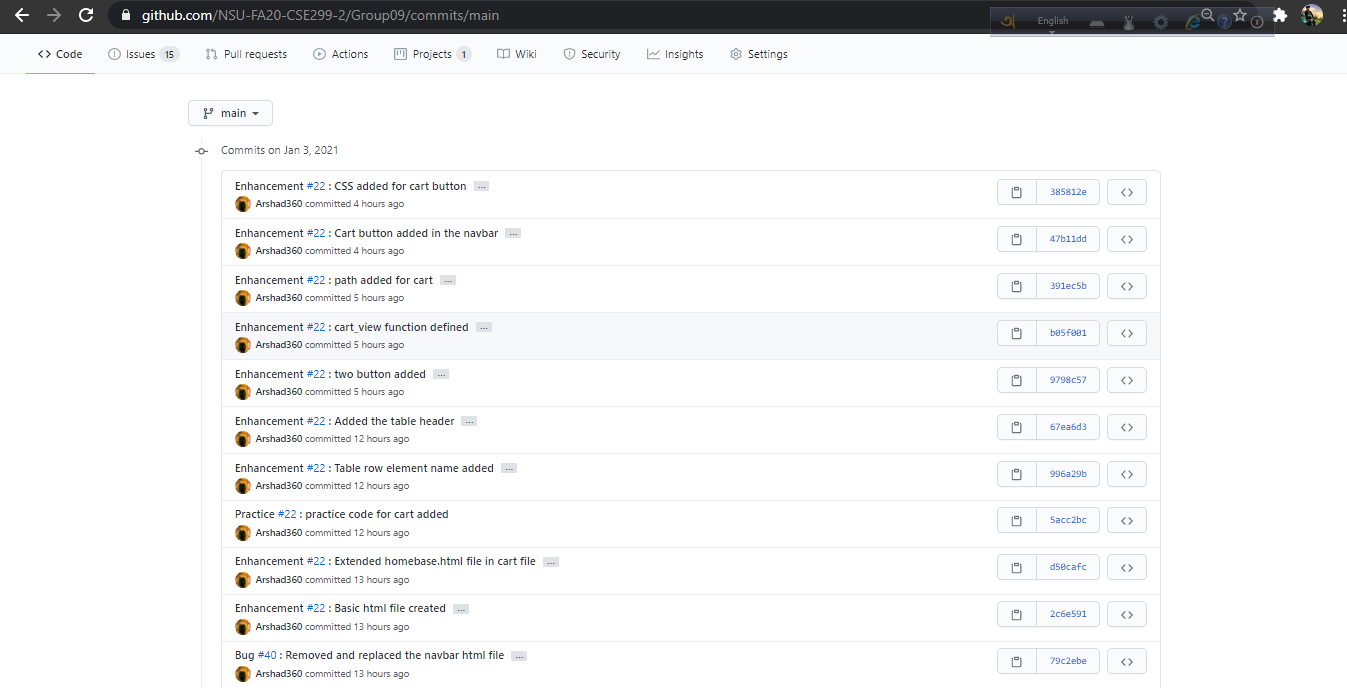 github.com/NSU-FA20-CSE299-2/Group09/commits/main
অ English
Code Issues 15 Pull requests Actions Projects 1 Wiki Security Insights Settings
main
Commits on Jan 3, 2021
Enhancement #22 : CSS added for cart button ...
Arshad360 committed 4 hours ago
385812e
Enhancement #22 : Cart button added in the navbar ...
Arshad360 committed 4 hours ago
47b11dd
Enhancement #22 : path added for cart ...
Arshad360 committed 5 hours ago
391ec5b
Enhancement #22 : cart_view function defined ...
Arshad360 committed 5 hours ago
b05f001
Enhancement #22 : two button added ...
Arshad360 committed 5 hours ago
9798c57
Enhancement #22 : Added the table header ...
Arshad360 committed 12 hours ago
67ea6d3
Enhancement #22 : Table row element name added ...
Arshad360 committed 12 hours ago
996a29b
Practice #22 : practice code for cart added
Arshad360 committed 12 hours ago
5acc2bc
Enhancement #22 : Extended homebase.html file in cart file ...
Arshad360 committed 13 hours ago
d50cafc
Enhancement #22 : Basic html file created ...
Arshad360 committed 13 hours ago
2c6e591
Bug #40 : Removed and replaced the navbar html file ...
Arshad360 committed 13 hours ago
79c2ebe